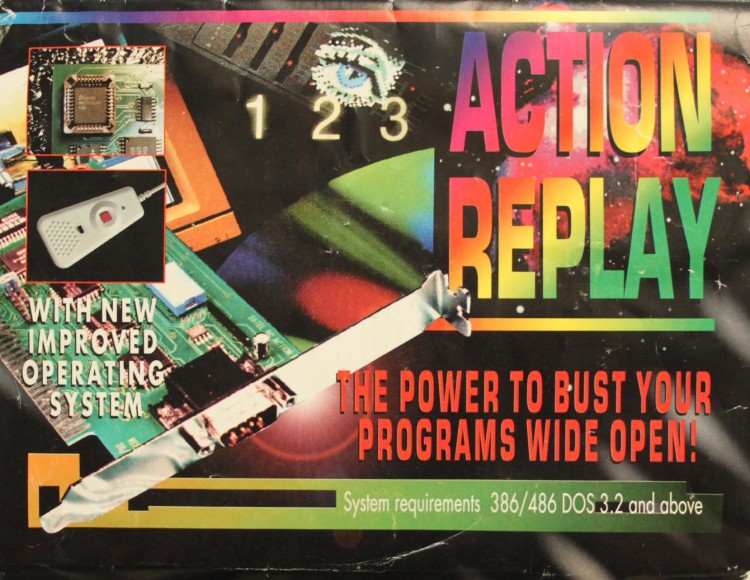 1 2 3
ACTION
REPLAY
WITH NEW
IMPROVED
OPERATING
SYSTEM
THE POWER TO BUST YOUR
PROGRAMS WIDE OPEN!
System requirements 386/486 DOS 3.2 and above